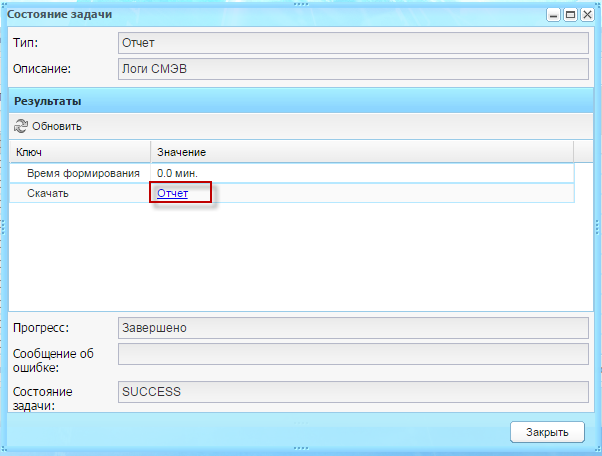 Состояние задачи
Тип: Отчет
Описание: Логи СМЭВ
Результаты
Обновить
Ключ Значение
Время формирования 0.0 мин.
Скачать Отчет
Прогресс: Завершено
Сообщение об
ошибке:
Состояние SUCCESS
задачи:
Закрыть